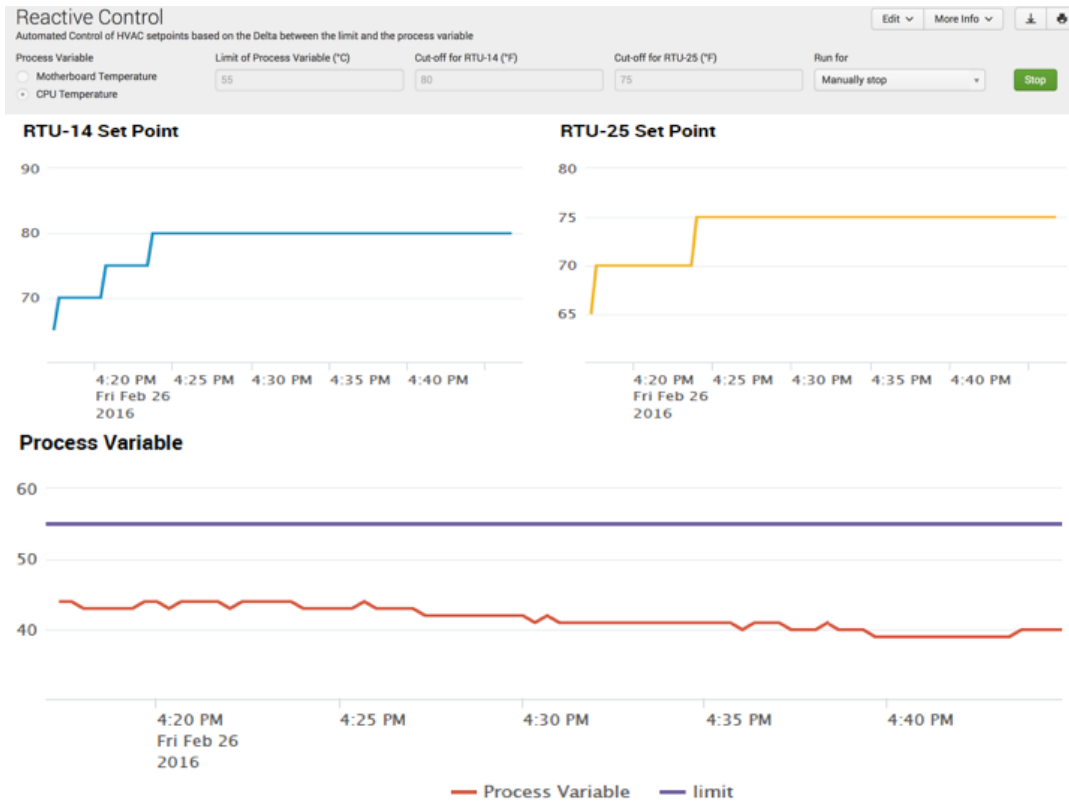 Reactive Control
Edit
More Info
Automated Control of HVAC setpoints based on the Delta between the limit and the process variable
Process Variable
Limit of Process Variable (°C)
Cut-off for RTU-14 (°F)
Cut-off for RTU-25 (°F)
Run for
Motherboard Temperature
CPU Temperature
55
80
75
Manually stop
Stop
RTU-14 Set Point
90
80
70
4:20 PM 4:25 PM 4:30 PM 4:35 PM 4:40 PM
Fri Feb 26
2016
RTU-25 Set Point
80
75
70
65
4:20 PM 4:25 PM 4:30 PM 4:35 PM 4:40 PM
Fri Feb 26
2016
Process Variable
60
50
40
4:20 PM 4:25 PM 4:30 PM 4:35 PM 4:40 PM
Fri Feb 26
2016
Process Variable limit